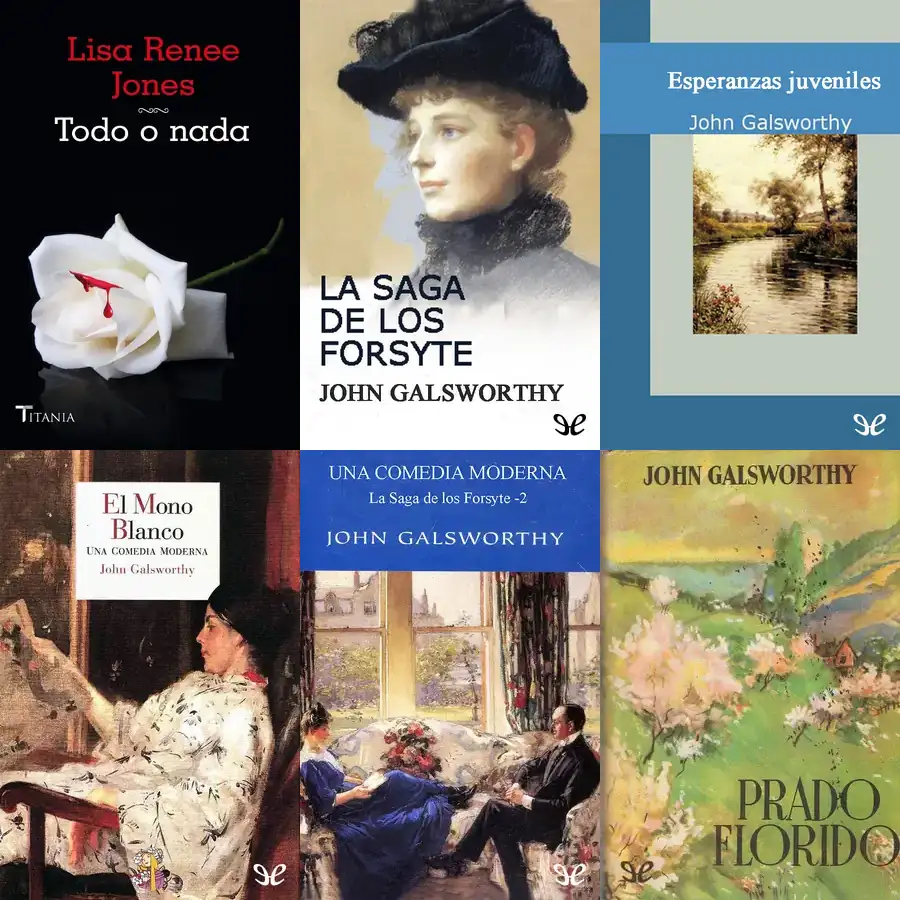 Lisa Renee
Jones
Todo o nada
TITANIA
LA SAGA
DE LOS
FORSYTE
JOHN GALSWORTHY
Esperanzas juveniles
John Galsworthy
El Mono
Blanco
UNA COMEDIA MODERNA
John Galsworthy
UNA COMEDIA MODERNA
La Saga de los Forsyte -2
JOHN GALSWORTHY
JOHN GALSWORTHY
PRADO
FLORIDO